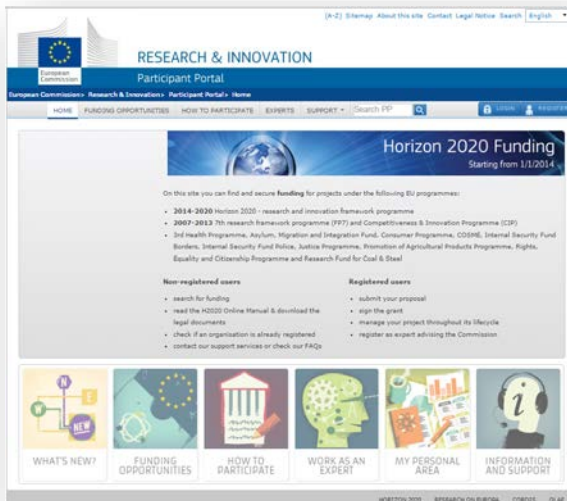 (A-Z) Sitemap About this site Contact Legal Notice Search English
European
Commission
RESEARCH & INNOVATION
Participant Portal
European Commission> Research & Innovation> Participant Portal> Home
HOME FUNDING OPPORTUNITIES HOW TO PARTICIPATE EXPERTS SUPPORT Search PP LOGIN REGISTER
Horizon 2020 Funding
Starting from 1/1/2014
On this site you can find and secure funding for projects under the following EU programmes:
• 2014-2020 Horizon 2020 - research and innovation framework programme
• 2007-2013 7th research framework programme (FP7) and Competitiveness & Innovation Programme (CIP)
• 3rd Health Programme, Asylum, Migration and Integration Fund, Consumer Programme, COSME, Internal Security Fund
Borders, Internal Security Fund Police, Justice Programme, Promotion of Agricultural Products Programme, Rights,
Equality and Citizenship Programme and Research Fund for Coal & Steel
Non-registered users
• search for funding
• read the H2020 Online Manual & download the
legal documents
• check if an organisation is already registered
• contact our support services or check our FAQs
Registered users
• submit your proposal
• sign the grant
• manage your project throughout its lifecycle
• register as expert advising the Commission
N
W
E
NEW
i
WHAT'S NEW?
FUNDING
OPPORTUNITIES
HOW TO
PARTICIPATE
WORK AS AN
EXPERT
MY PERSONAL
AREA
INFORMATION
AND SUPPORT
HORIZON 2020 RESEARCH ON EUROPA CORDIS OLAF